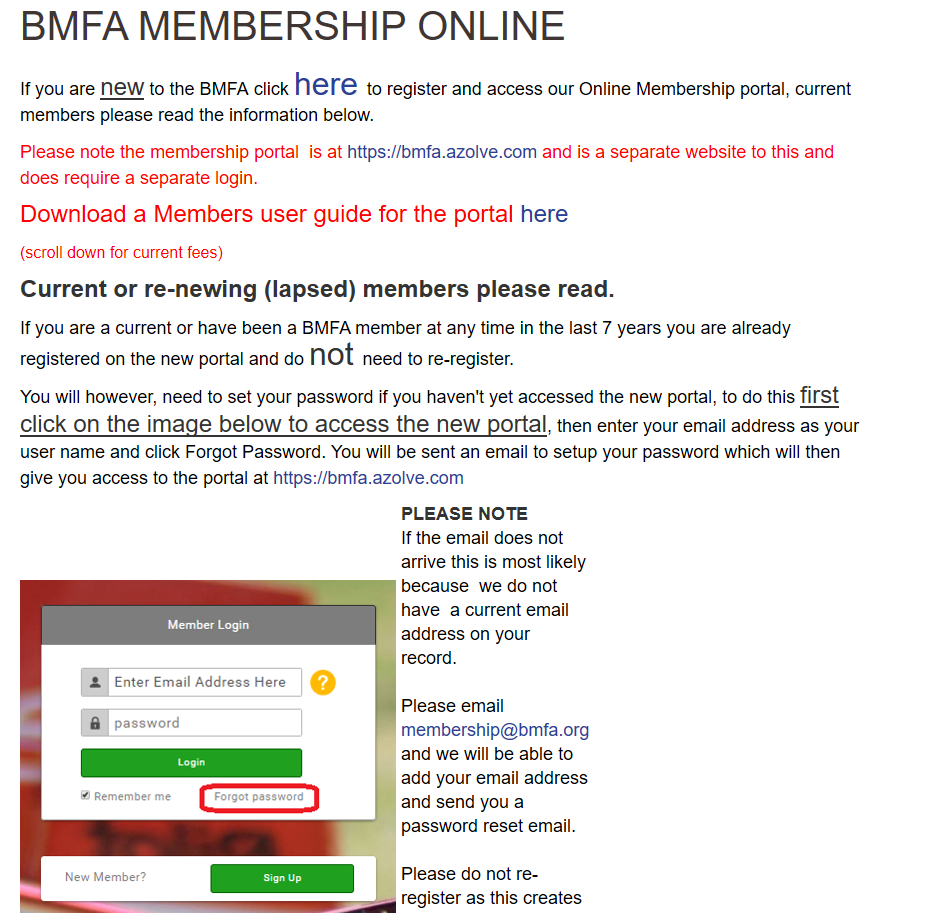 BMFA MEMBERSHIP ONLINE
If you are new to the BMFA click here to register and access our Online Membership portal, current
members please read the information below.
Please note the membership portal  is at https://bmfa.azolve.com and is a separate website to this and
does require a separate login.
Download a Members user guide for the portal here
(scroll down for current fees)
Current or re-newing (lapsed) members please read.
If you are a current or have been a BMFA member at any time in the last 7 years you are already
registered on the new portal and do not need to re-register.
You will however, need to set your password if you haven't yet accessed the new portal, to do this first
click on the image below to access the new portal, then enter your email address as your
user name and click Forgot Password. You will be sent an email to setup your password which will then
give you access to the portal at https://bmfa.azolve.com
PLEASE NOTE
If the email does not
arrive this is most likely
because  we do not
have  a current email
address on your
record.
Please email
membership@bmfa.org
and we will be able to
add your email address
and send you a
password reset email.
Please do not re-
register as this creates
Member Login
Enter Email Address Here
?
password
Login
Remember me
Forgot password
New Member?
Sign Up